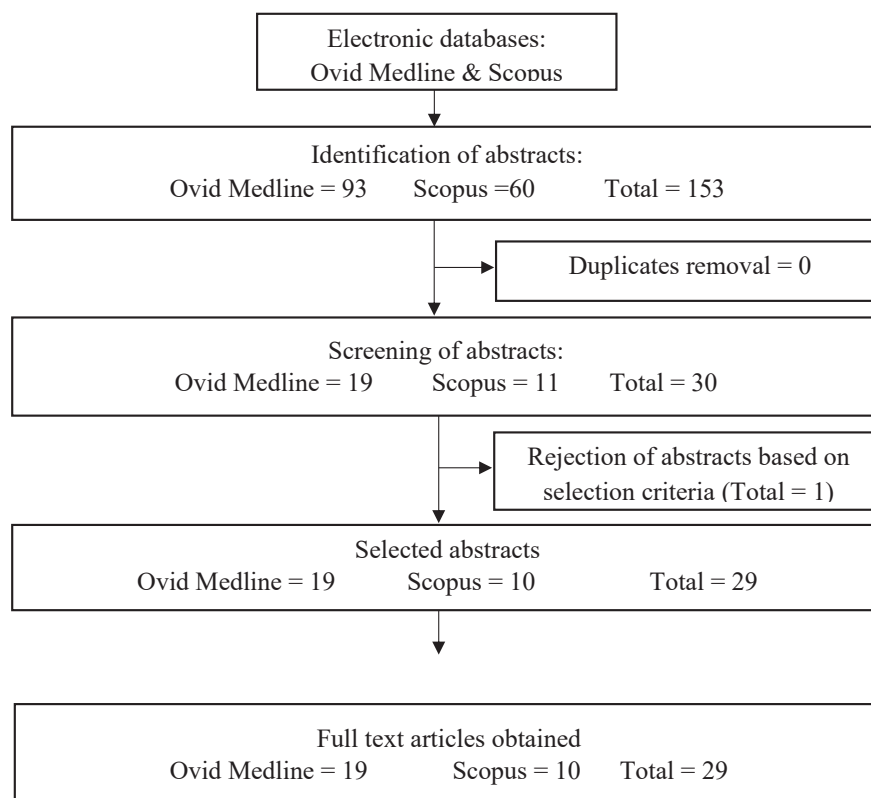 Electronic databases:
Ovid Medline & Scopus
Identification of abstracts:
Ovid Medline = 93 Scopus =60 Total = 153
Duplicates removal = 0
Screening of abstracts:
Ovid Medline = 19 Scopus = 11 Total = 30
Rejection of abstracts based on
selection criteria (Total = 1)
Selected abstracts
Ovid Medline = 19 Scopus = 10 Total = 29
Full text articles obtained
Ovid Medline = 19 Scopus = 10 Total = 29